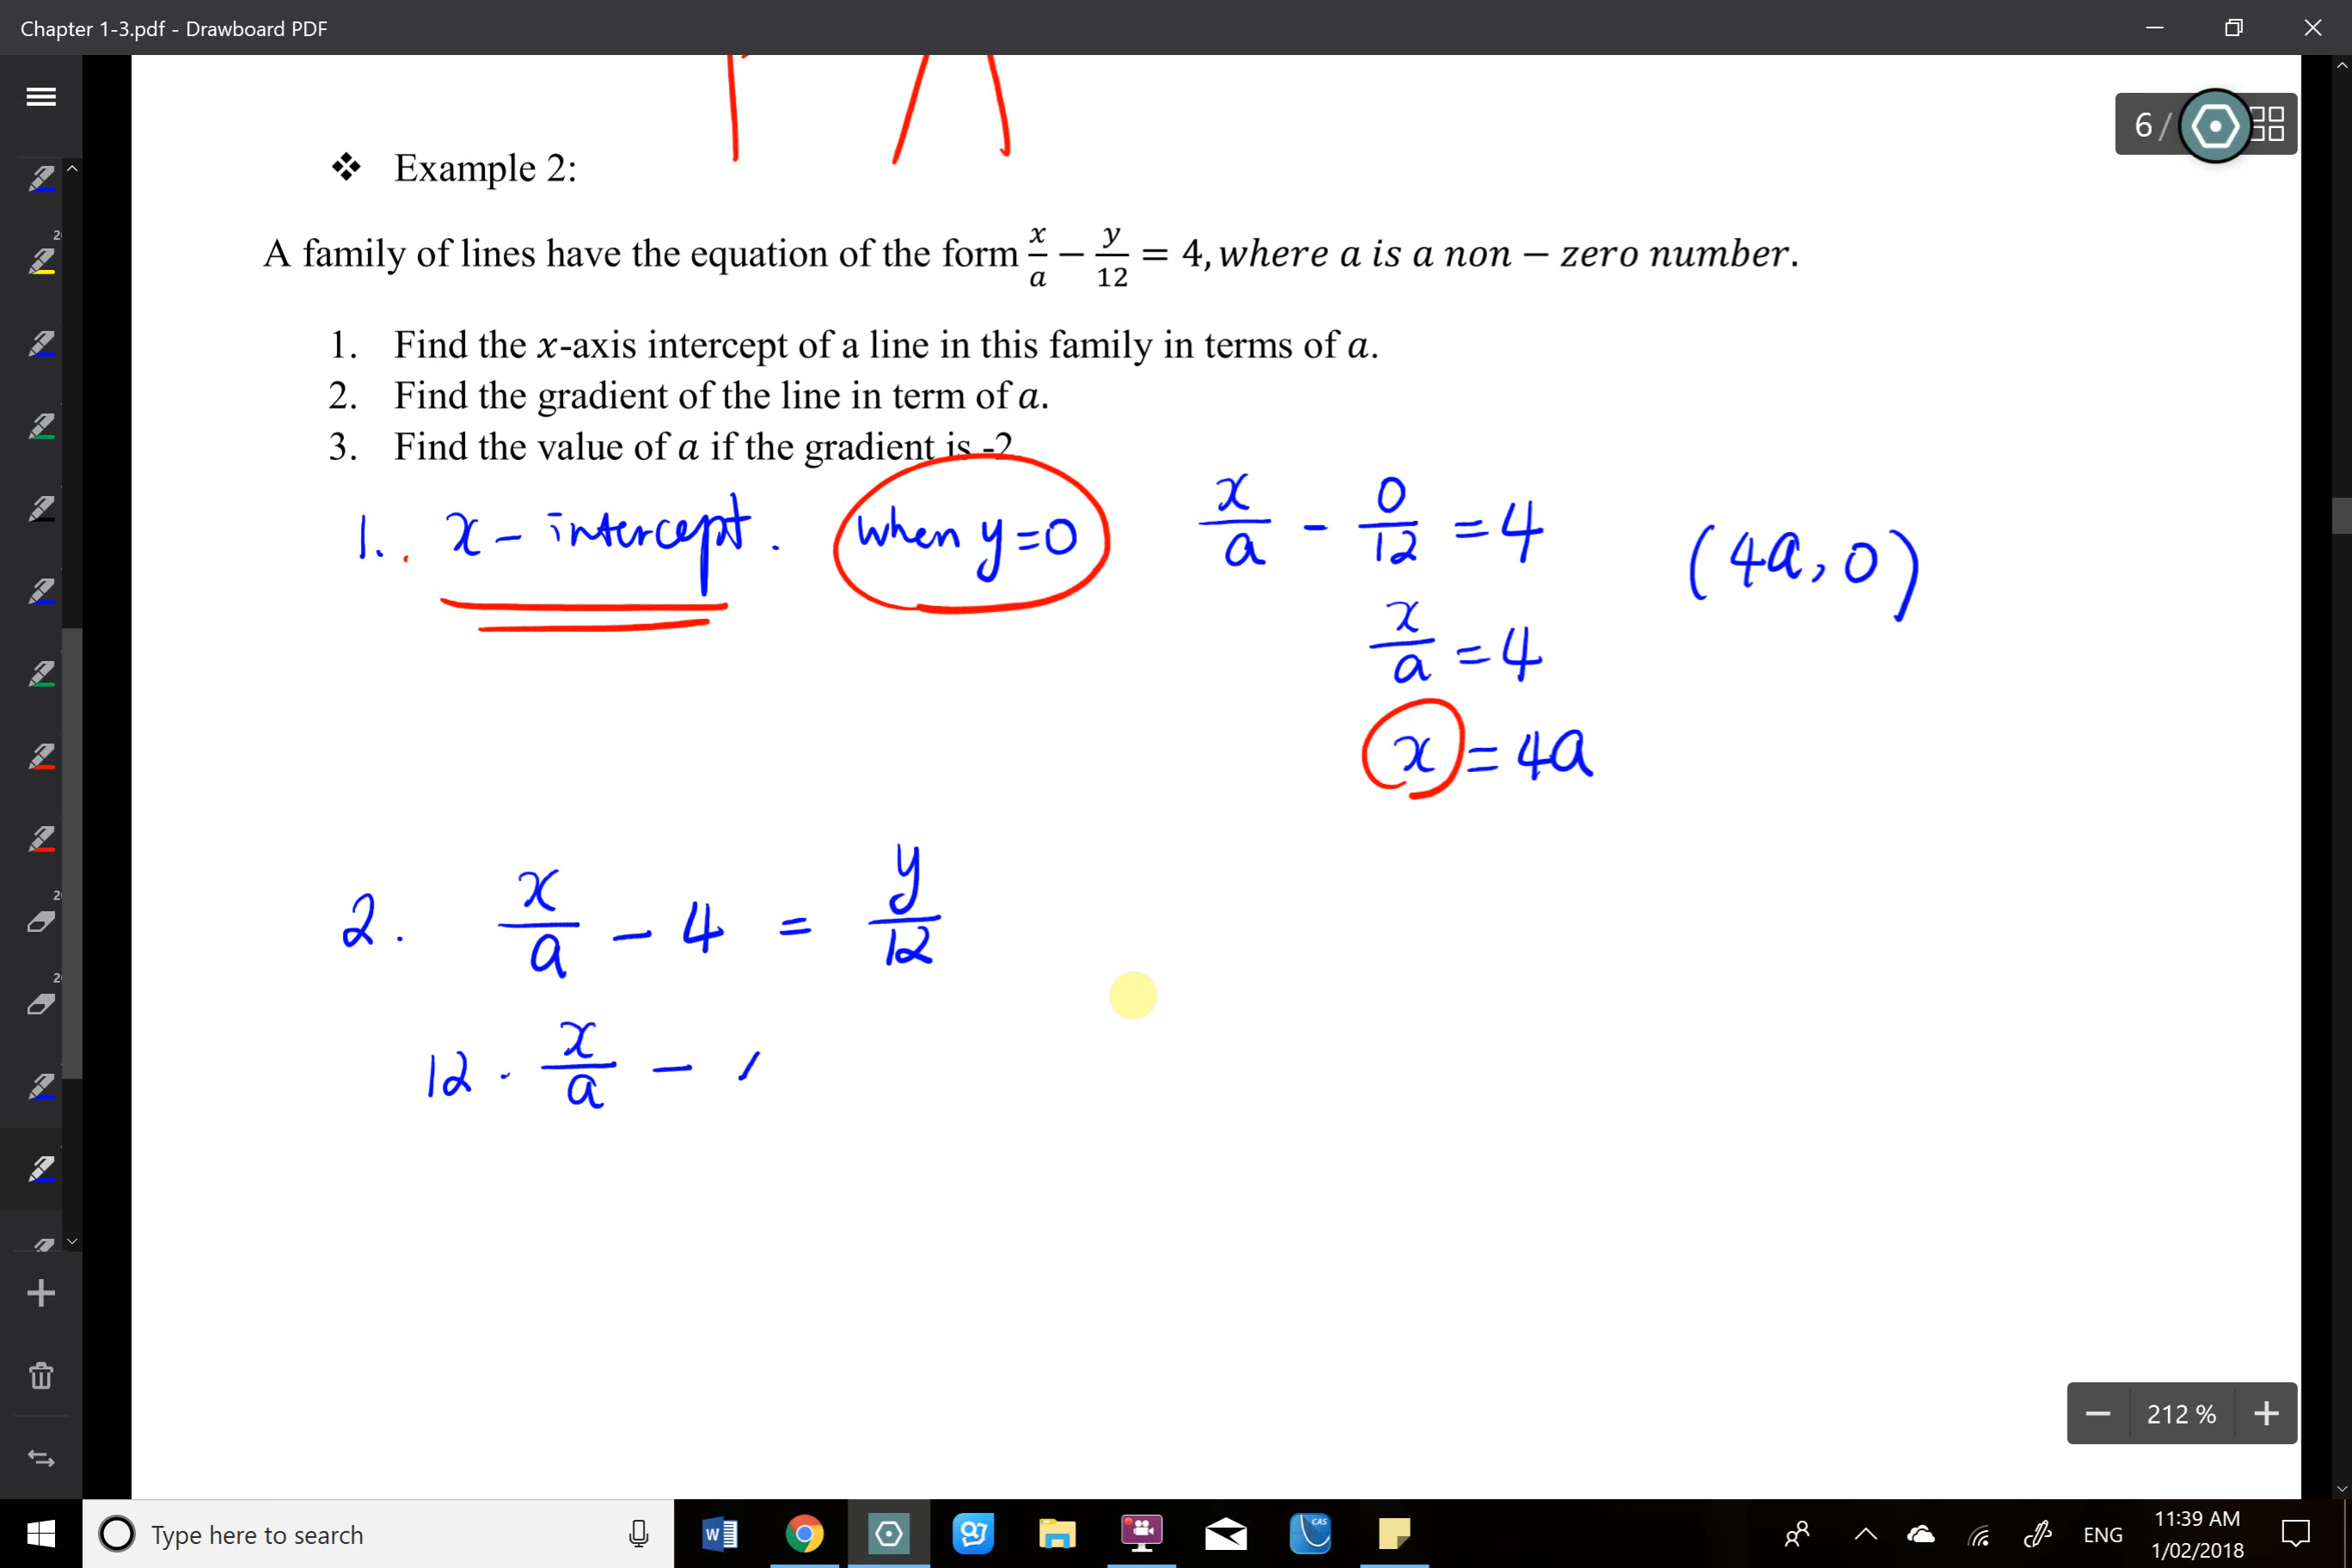 Chapter 1-3.pdf - Drawboard PDF
6 /
❖ Example 2:
A family of lines have the equation of the form x/a − y/12 = 4, where a is a non − zero number.
1. Find the x-axis intercept of a line in this family in terms of a.
2. Find the gradient of the line in term of a.
3. Find the value of a if the gradient is -2
1. x - intercept. when y=0 x/a - 0/12 = 4 (4a, 0)
x/a = 4
x = 4a
2. x/a - 4 = y/12
12 · x/a -
212 %
Type here to search
CAS
ENG
11:39 AM
1/02/2018